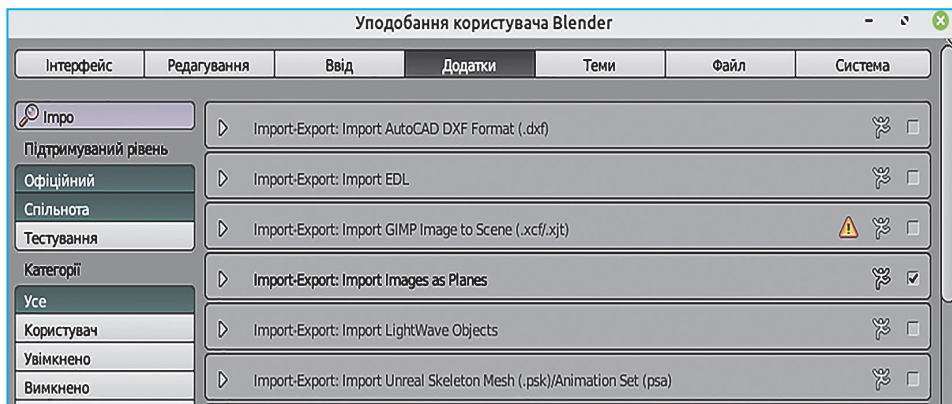 Уподобання користувача Blender
Інтерфейс Редагування Ввід Додатки Теми Файл Система
Impo
Підтримуваний рівень
Офіційний
Спільнота
Тестування
Категорії
Усе
Користувач
Увімкнено
Вимкнено
Import-Export: Import AutoCAD DXF Format (.dxf)
Import-Export: Import EDL
Import-Export: Import GIMP Image to Scene (.xcf/.xjt)
Import-Export: Import Images as Planes
Import-Export: Import LightWave Objects
Import-Export: Import Unreal Skeleton Mesh (.psk)/Animation Set (psa)